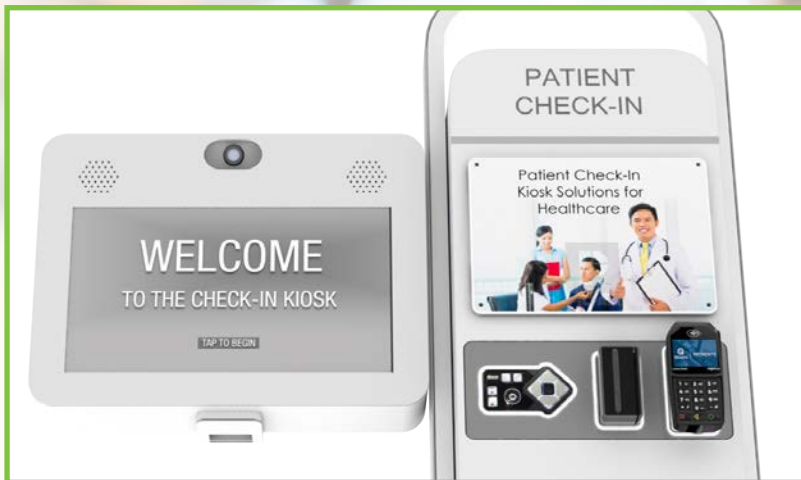 WELCOME
TO THE CHECK-IN KIOSK
TAP TO BEGIN
PATIENT
CHECK-IN
Patient Check-In
Kiosk Solutions for
Healthcare